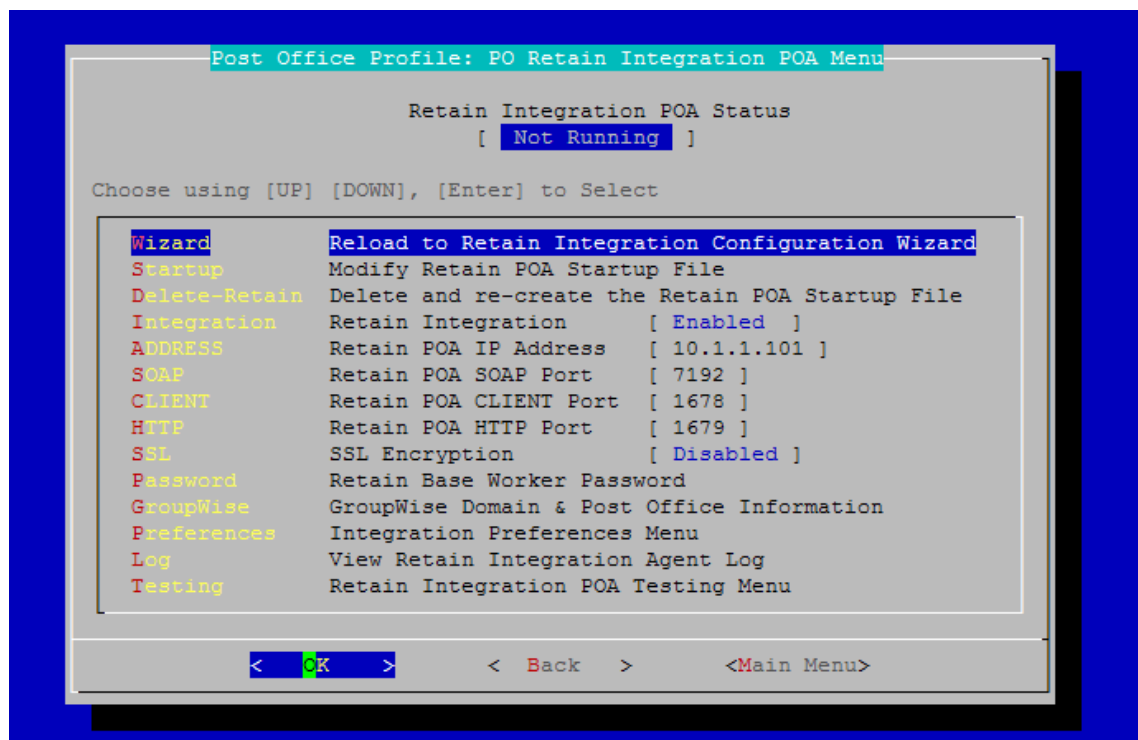 Post Office Profile: PO Retain Integration POA Menu
Retain Integration POA Status
[ Not Running ]
Choose using [UP] [DOWN], [Enter] to Select
Wizard Reload to Retain Integration Configuration Wizard
Startup Modify Retain POA Startup File
Delete-Retain Delete and re-create the Retain POA Startup File
Integration Retain Integration [ Enabled ]
ADDRESS Retain POA IP Address [ 10.1.1.101 ]
SOAP Retain POA SOAP Port [ 7192 ]
CLIENT Retain POA CLIENT Port [ 1678 ]
HTTP Retain POA HTTP Port [ 1679 ]
SSL SSL Encryption [ Disabled ]
Password Retain Base Worker Password
GroupWise GroupWise Domain & Post Office Information
Preferences Integration Preferences Menu
Log View Retain Integration Agent Log
Testing Retain Integration POA Testing Menu
< OK > < Back > <Main Menu>